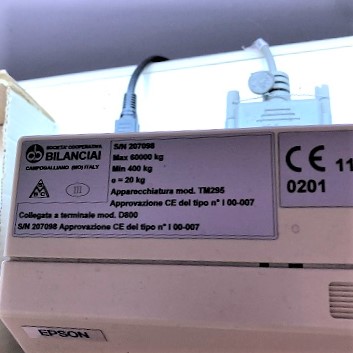 SOCIETA' COOPERATIVA
BILANCIAI
CAMPOGALLIANO (MO) ITALY
S/N 207098
Max 60000 kg
Min 400 kg
e = 20 kg
Apparecchiatura mod. TM295
Approvazione CE del tipo n° I 00-007
III
Collegata a terminale mod. D800
S/N 207098 Approvazione CE del tipo n° I 00-007
CE 11
0201
EPSON